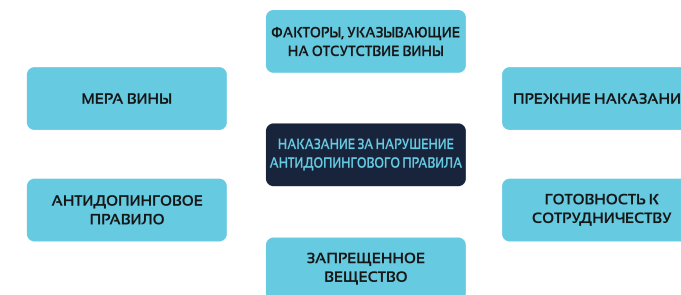 ФАКТОРЫ, УКАЗЫВАЮЩИЕ
НА ОТСУТСТВИЕ ВИНЫ
МЕРА ВИНЫ
ПРЕЖНИЕ НАКАЗАНИ
НАКАЗАНИЕ ЗА НАРУШЕНИЕ
АНТИДОПИНГОВОГО ПРАВИЛА
АНТИДОПИНГОВОЕ
ПРАВИЛО
ГОТОВНОСТЬ К
СОТРУДНИЧЕСТВУ
ЗАПРЕЩЕННОЕ
ВЕЩЕСТВО